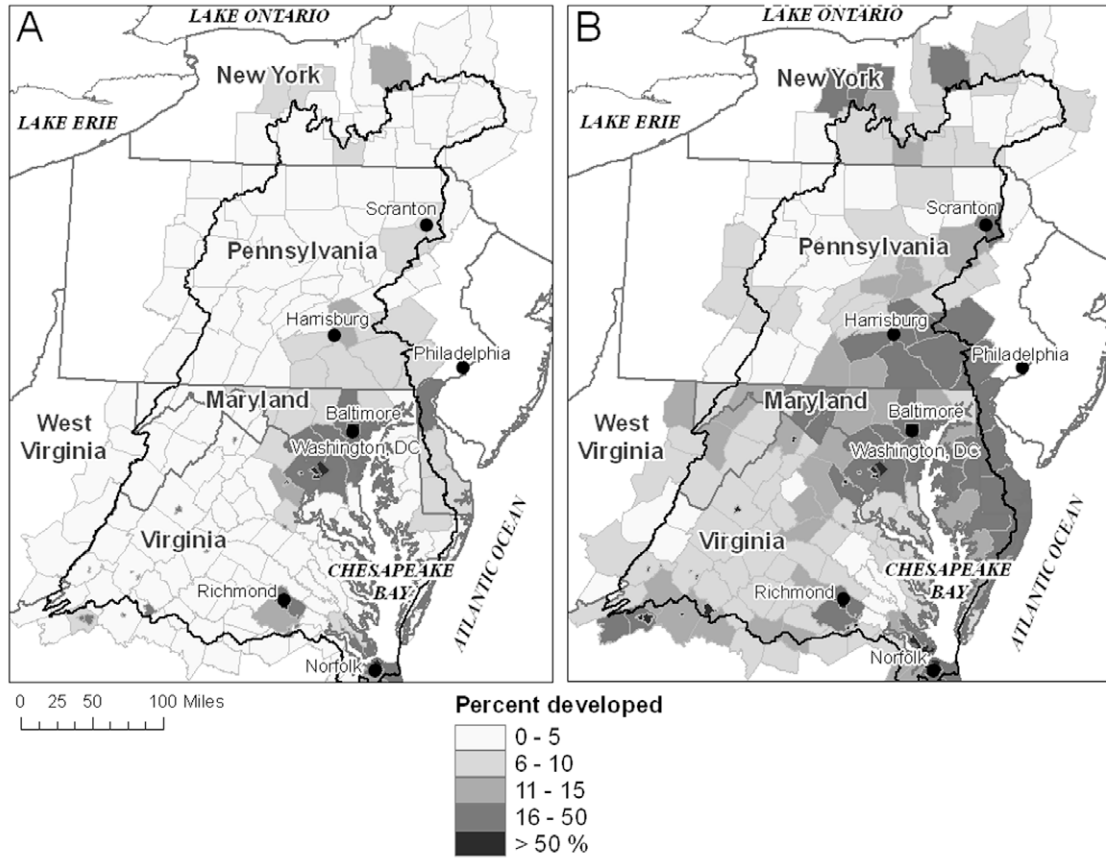 A
LAKE ONTARIO
New York
LAKE ERIE
Scranton
Pennsylvania
Harrisburg
Philadelphia
Maryland
West
Virginia
Baltimore
Washington, DC
Virginia
CHESAPEAKE
BAY
Richmond
ATLANTIC OCEAN
Norfolk
B
LAKE ONTARIO
New York
LAKE ERIE
Scranton
Pennsylvania
Harrisburg
Philadelphia
Maryland
West
Virginia
Baltimore
Washington, DC
Virginia
CHESAPEAKE
BAY
Richmond
ATLANTIC OCEAN
Norfolk
0 25 50 100 Miles
Percent developed
0 - 5
6 - 10
11 - 15
16 - 50
> 50 %